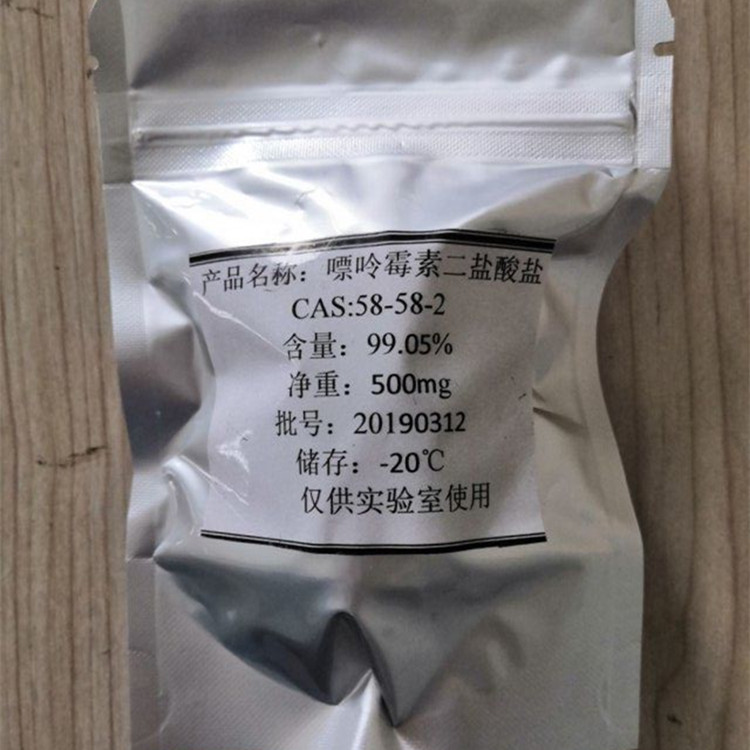 产品名称：嘌呤霉素二盐酸盐
CAS:58-58-2
含量：99.05%
净重：500mg
批号：20190312
储存：-20℃
仅供实验室使用